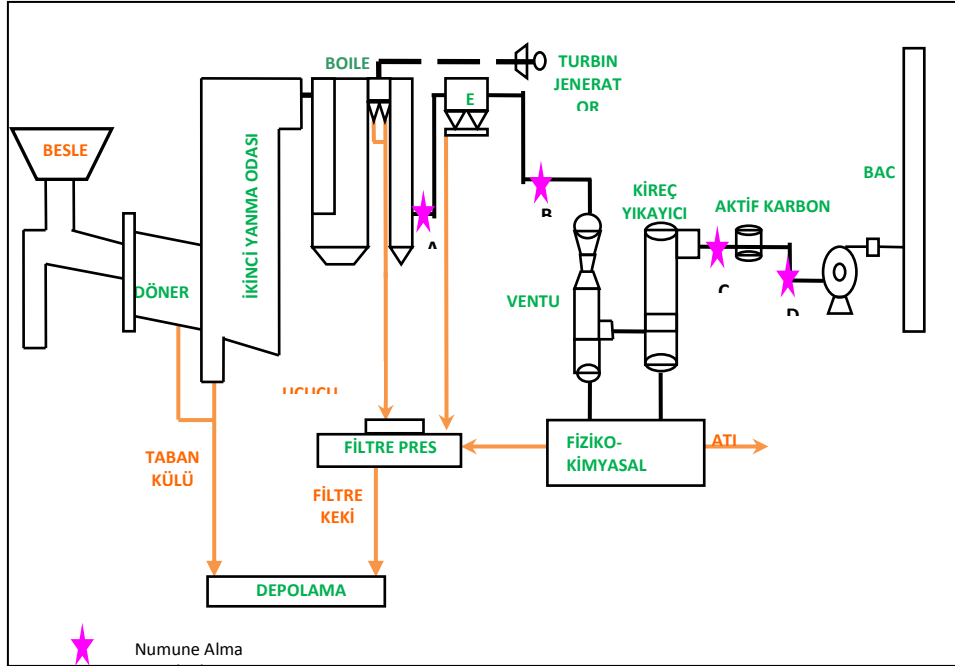 BOILE
TURBIN
JENERAT
OR
E
BESLE
İKİNCİ YANMA ODASI
KİREÇ
YIKAYICI
AKTİF KARBON
BAC
A
B
C
D
DÖNER
VENTU
UÇUCU
TABAN
KÜLÜ
FİLTRE PRES
FİZİKO-
KİMYASAL
ATI
FİLTRE
KEKİ
DEPOLAMA
Numune Alma